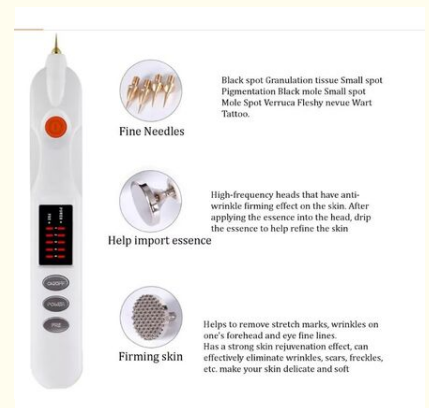 Black spot Granulation tissue Small spot
Pigmentation Black mole Small spot
Mole Spot Verruca Fleshy nevue Wart
Tattoo.
Fine Needles
High-frequency heads that have anti-
wrinkle firming effect on the skin. After
applying the essence into the head, drip
the essence to help refine the skin
Help import essence
ON/OFF
POWER
Helps to remove stretch marks, wrinkles on
one's forehead and eye fine lines.
Has a strong skin rejuvenation effect, can
effectively eliminate wrinkles, scars, freckles,
etc. make your skin delicate and soft
Firming skin